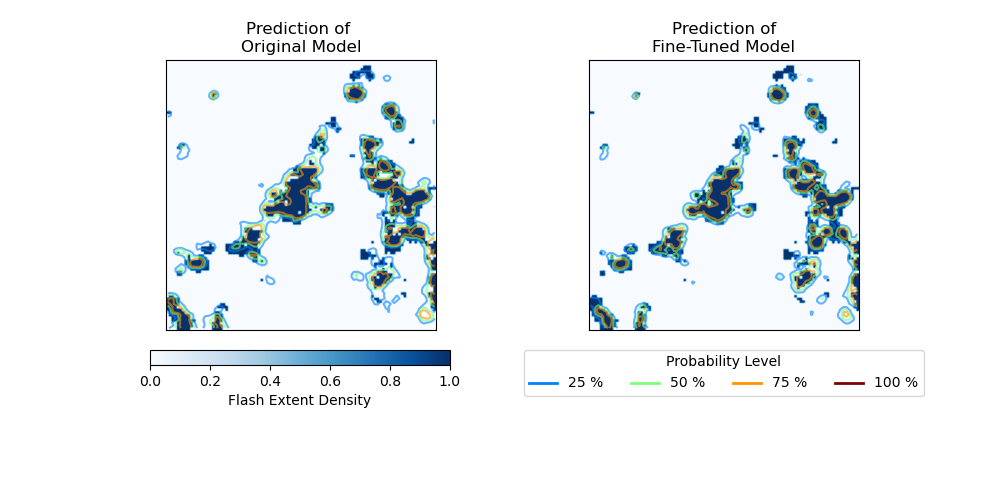 Prediction of
Original Model
Prediction of
Fine-Tuned Model
0.0 0.2 0.4 0.6 0.8 1.0
Flash Extent Density
Probability Level
25 % 50 % 75 % 100 %